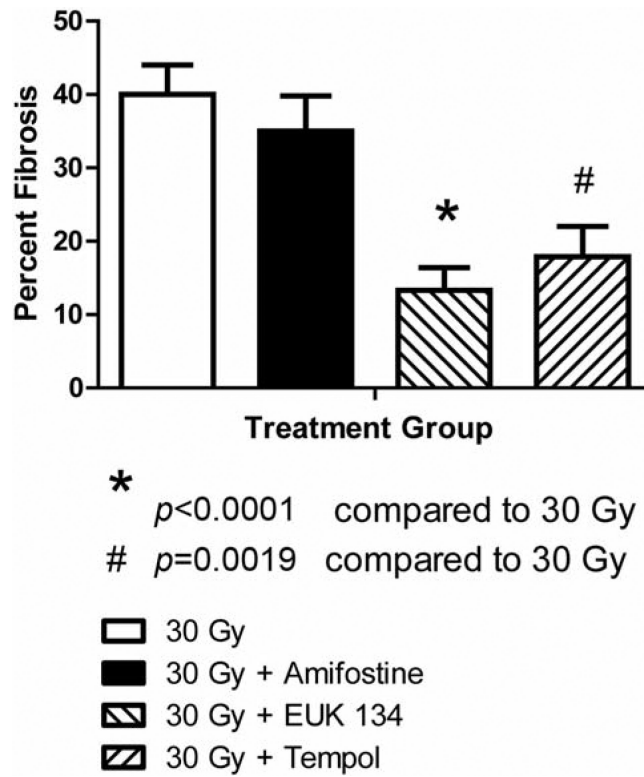 50
40
30
20
10
0
Percent Fibrosis
*
#
Treatment Group
* p<0.0001 compared to 30 Gy
# p=0.0019 compared to 30 Gy
30 Gy
30 Gy + Amifostine
30 Gy + EUK 134
30 Gy + Tempol